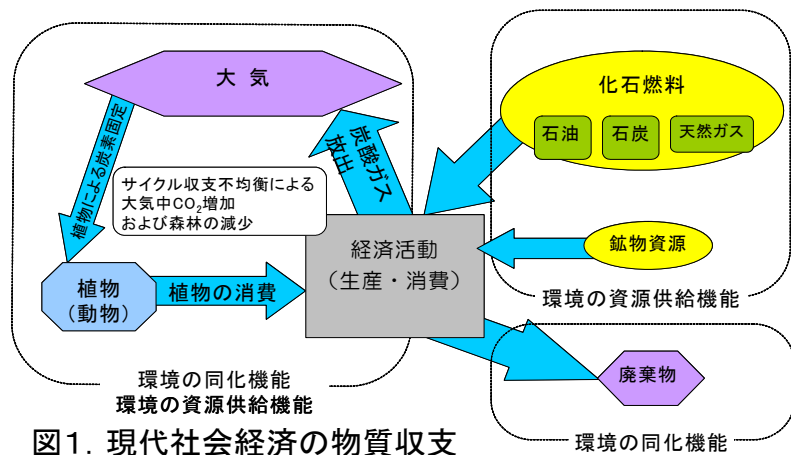 大 気
化石燃料
石油
石炭
天然ガス
植物による炭素固定
炭酸ガス
放出
サイクル収支不均衡による
大気中CO₂増加
および森林の減少
経済活動
（生産・消費）
鉱物資源
植物
（動物）
植物の消費
環境の資源供給機能
廃棄物
環境の同化機能
環境の資源供給機能
環境の同化機能
図1. 現代社会経済の物質収支